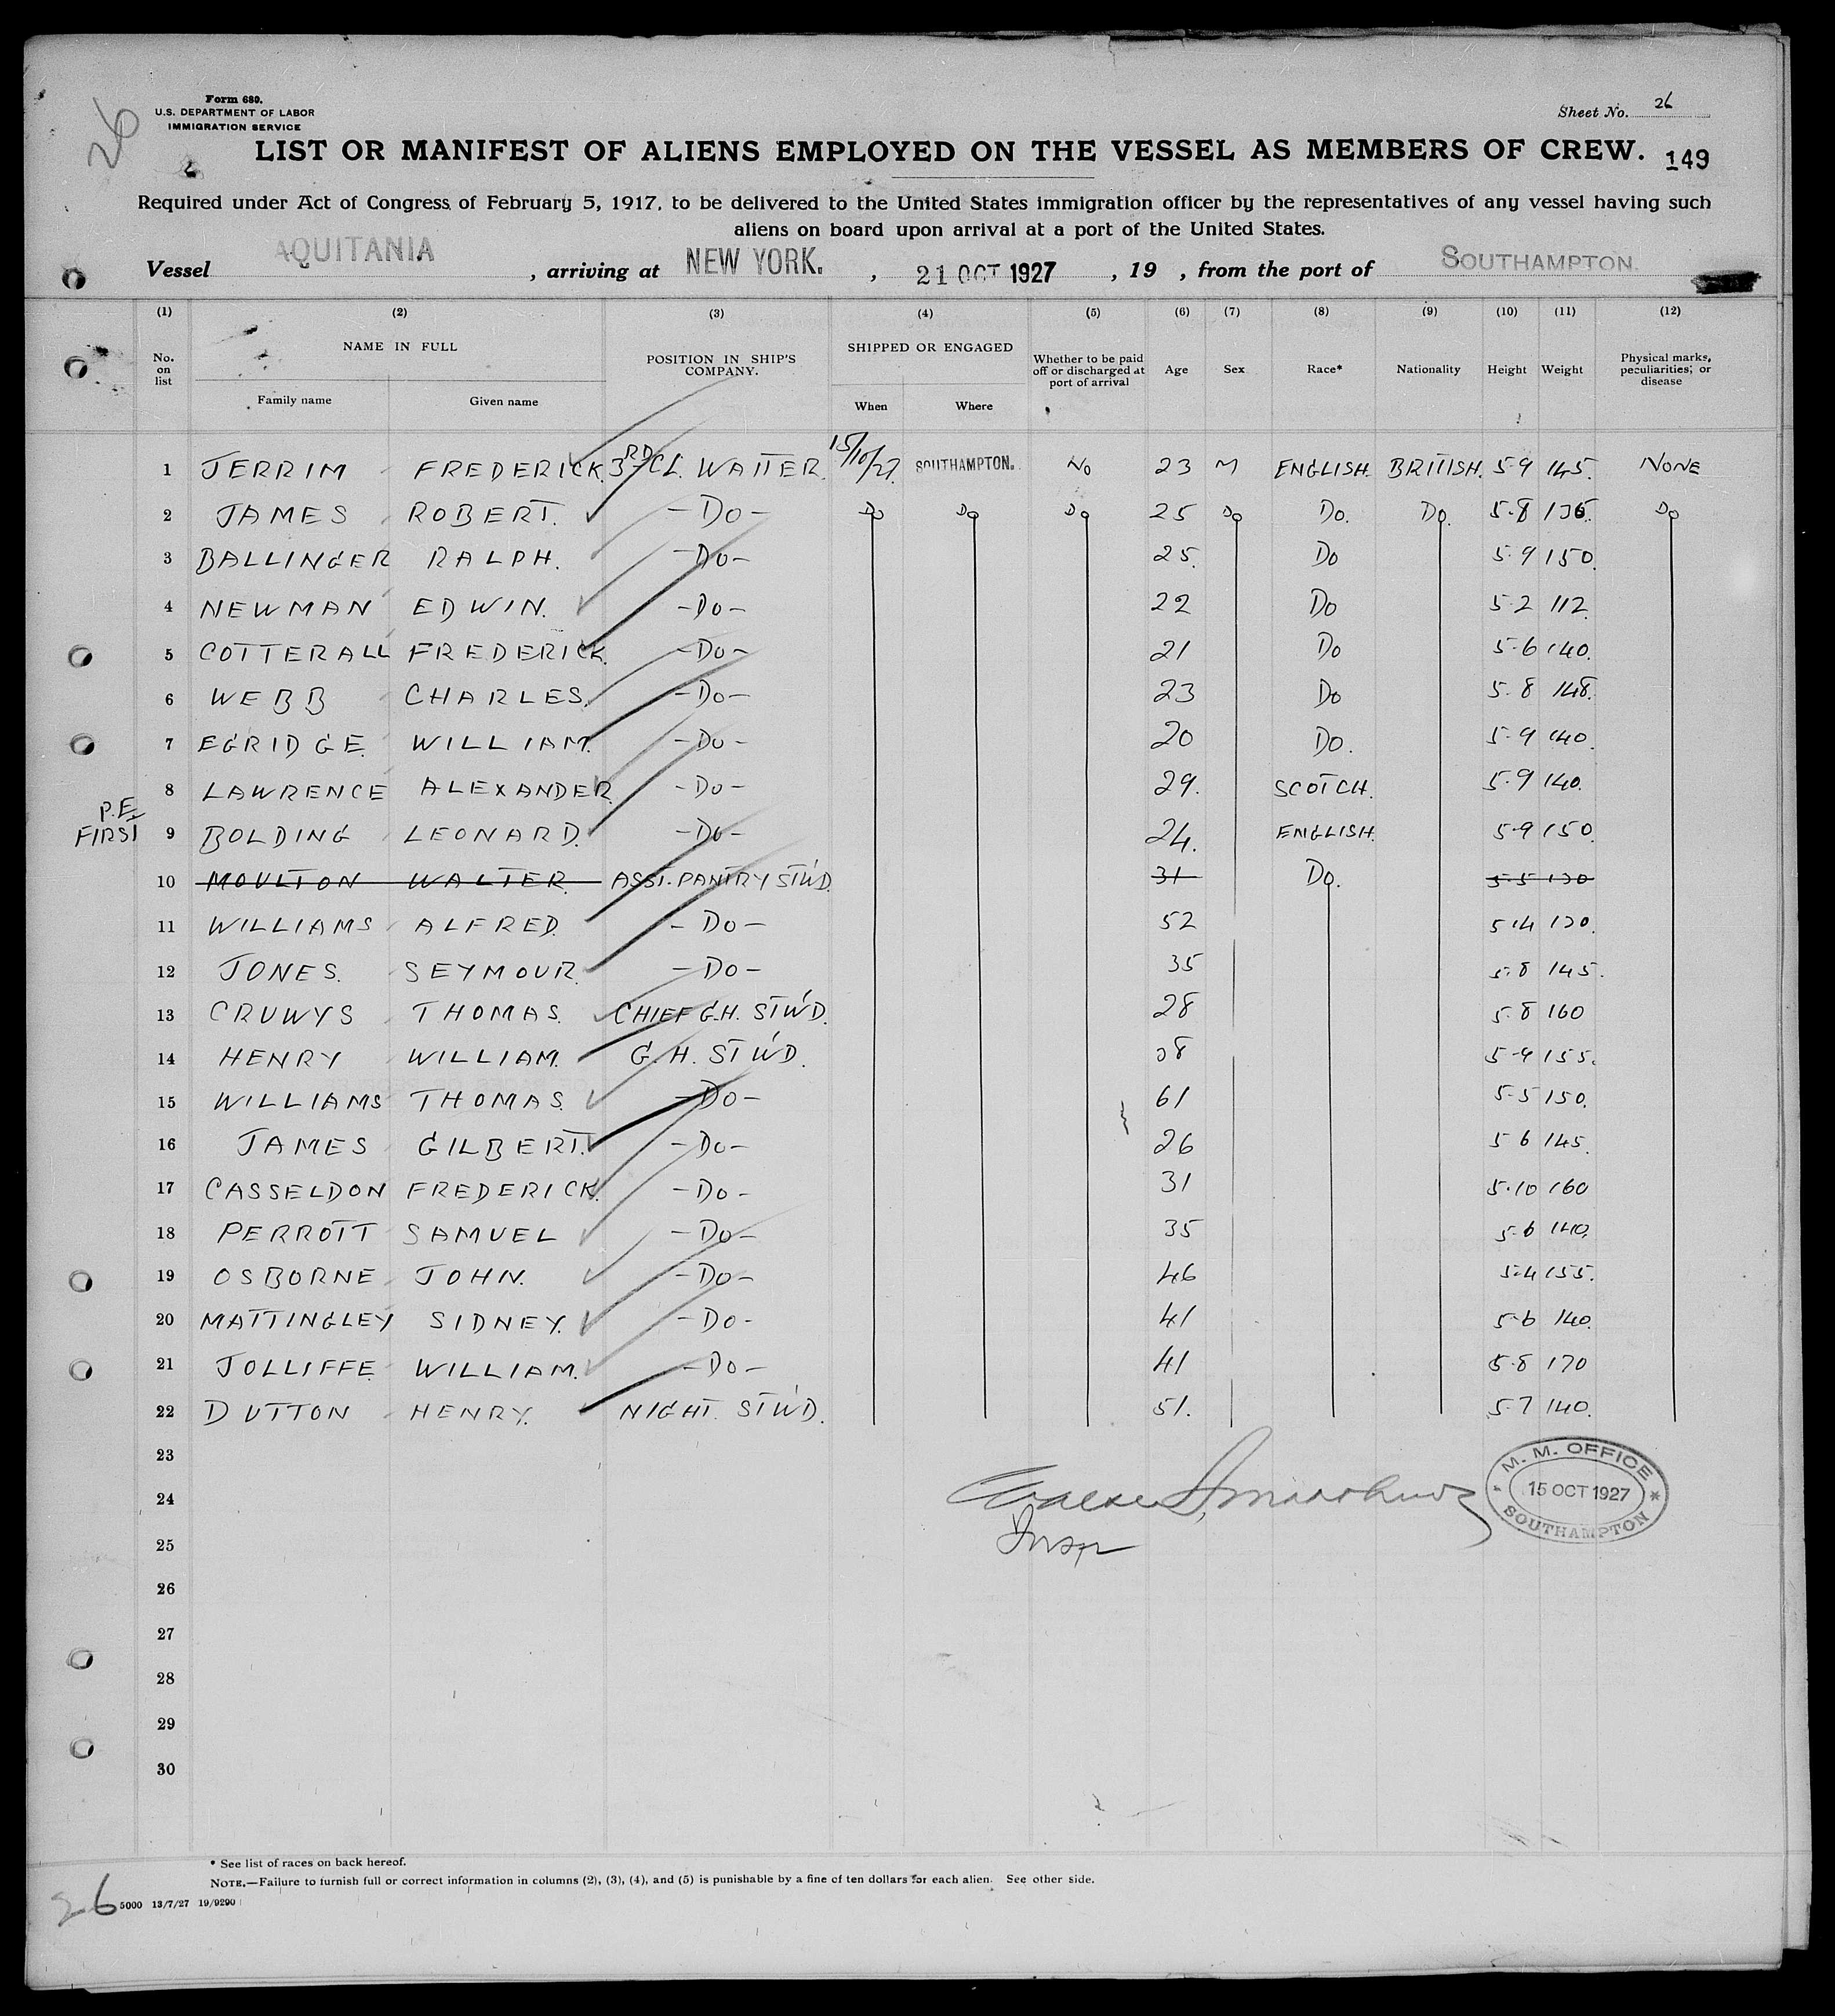 26
Form 680.
U.S. DEPARTMENT OF LABOR
IMMIGRATION SERVICE
Sheet No. 26
LIST OR MANIFEST OF ALIENS EMPLOYED ON THE VESSEL AS MEMBERS OF CREW. 149
Required under Act of Congress of February 5, 1917, to be delivered to the United States immigration officer by the representatives of any vessel having such
aliens on board upon arrival at a port of the United States.
Vessel AQUITANIA, arriving at NEW YORK., 21 OCT 1927, 19 , from the port of SOUTHAMPTON.
(1) (2) (3) (4) (5) (6) (7) (8) (9) (10) (11) (12)
No. on list NAME IN FULL Family name Given name POSITION IN SHIP'S COMPANY. SHIPPED OR ENGAGED When Where Whether to be paid off or discharged at port of arrival Age Sex Race* Nationality Height Weight Physical marks, peculiarities, or disease
1 JERRIM FREDERICK. 3RD CL. WAITER. 15/10/27. SOUTHAMPTON. No 23 M ENGLISH. BRITISH. 5-9 145. NONE
2 JAMES ROBERT. -Do- Do Do Do 25 Do Do. Do. 5-8 136. Do
3 BALLINGER RALPH. -Do- 25. Do 5-9 150.
4 NEWMAN EDWIN. -Do- 22 Do 5-2 112.
5 COTTERALL FREDERICK. -Do- 21 Do 5-6 140.
6 WEBB CHARLES. -Do- 23 Do 5-8 148.
7 EGRIDGE. WILLIAM. -Do- 20 Do. 5-9 140.
8 LAWRENCE ALEXANDER. -Do- 29. SCOTCH. 5-9 140.
P.E. FIRST 9 BOLDING LEONARD. -Do- 24. ENGLISH. 5-9 150.
10 MOULTON WALTER. ASST. PANTRY STW'D. 31 Do. 5-5 130
11 WILLIAMS ALFRED. -Do- 52 5-4 130.
12 JONES. SEYMOUR. -Do- 35 5-8 145.
13 CRUWYS THOMAS. CHIEF G.H. STW'D. 28 5-8 160
14 HENRY WILLIAM. G.H. STW'D. 38 5-9 155.
15 WILLIAMS THOMAS. -Do- 61 5-5 150.
16 JAMES GILBERT. -Do- 26 5-6 145.
17 CASSELDON FREDERICK. -Do- 31 5-10 160
18 PERROTT SAMUEL -Do- 35 5-6 140.
19 OSBORNE JOHN. -Do- 46 5-4 155.
20 MATTINGLEY SIDNEY. -Do- 41 5-6 140.
21 JOLLIFFE WILLIAM. -Do- 41 5-8 170
22 DUTTON HENRY. NIGHT. STW'D. 51. 5-7 140.
23
24
25
26
27
28
29
30
Insp
M. M. OFFICE
15 OCT 1927
SOUTHAMPTON
* See list of races on back hereof.
NOTE.—Failure to furnish full or correct information in columns (2), (3), (4), and (5) is punishable by a fine of ten dollars for each alien. See other side.
26 5000 13/7/27 19/9290